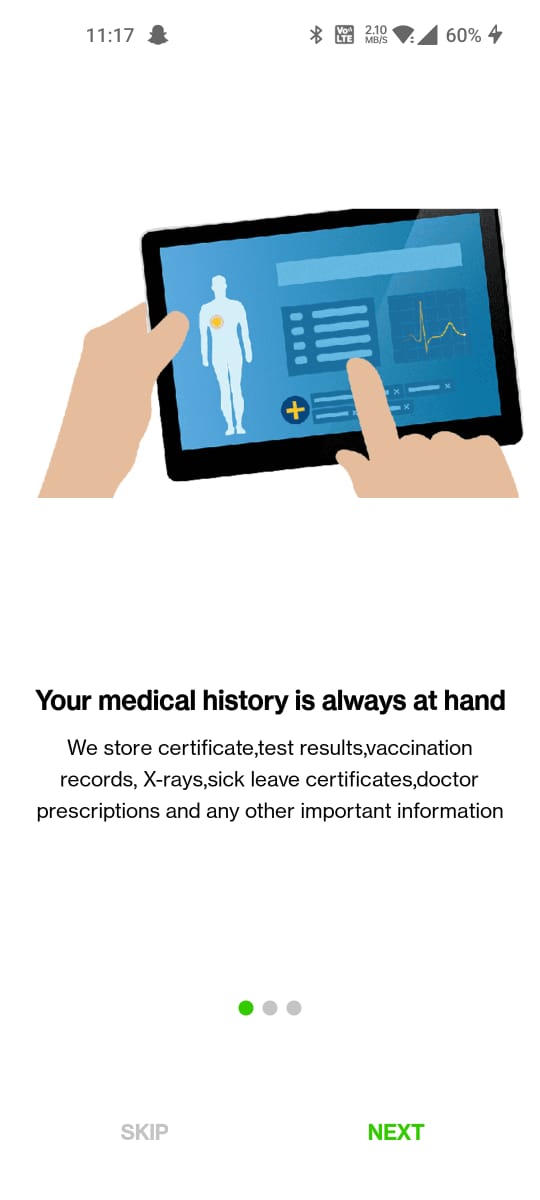 11:17 Vo) LTE 2.10 MB/S 60%
Your medical history is always at hand
We store certificate,test results,vaccination
records, X-rays,sick leave certificates,doctor
prescriptions and any other important information
SKIP NEXT